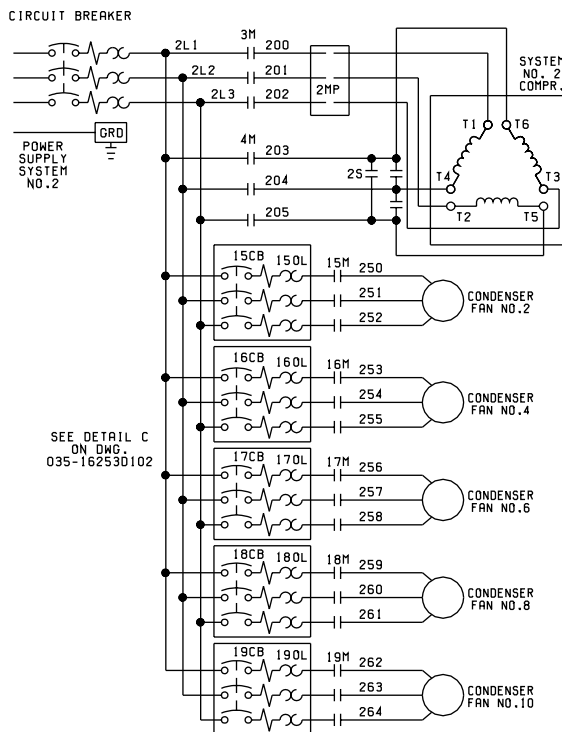 CIRCUIT BREAKER
3M
2L1
200
2L2
201
2L3
202
2MP
SYSTEM
NO. 2
COMPR.
GRD
POWER
SUPPLY
SYSTEM
NO.2
4M
203
204
205
2S
T1
T6
T4
T3
T2
T5
15CB
15OL
15M
250
251
252
CONDENSER
FAN NO.2
16CB
16OL
16M
253
254
255
CONDENSER
FAN NO.4
SEE DETAIL C
ON DWG.
035-16253D102
17CB
17OL
17M
256
257
258
CONDENSER
FAN NO.6
18CB
18OL
18M
259
260
261
CONDENSER
FAN NO.8
19CB
19OL
19M
262
263
264
CONDENSER
FAN NO.10